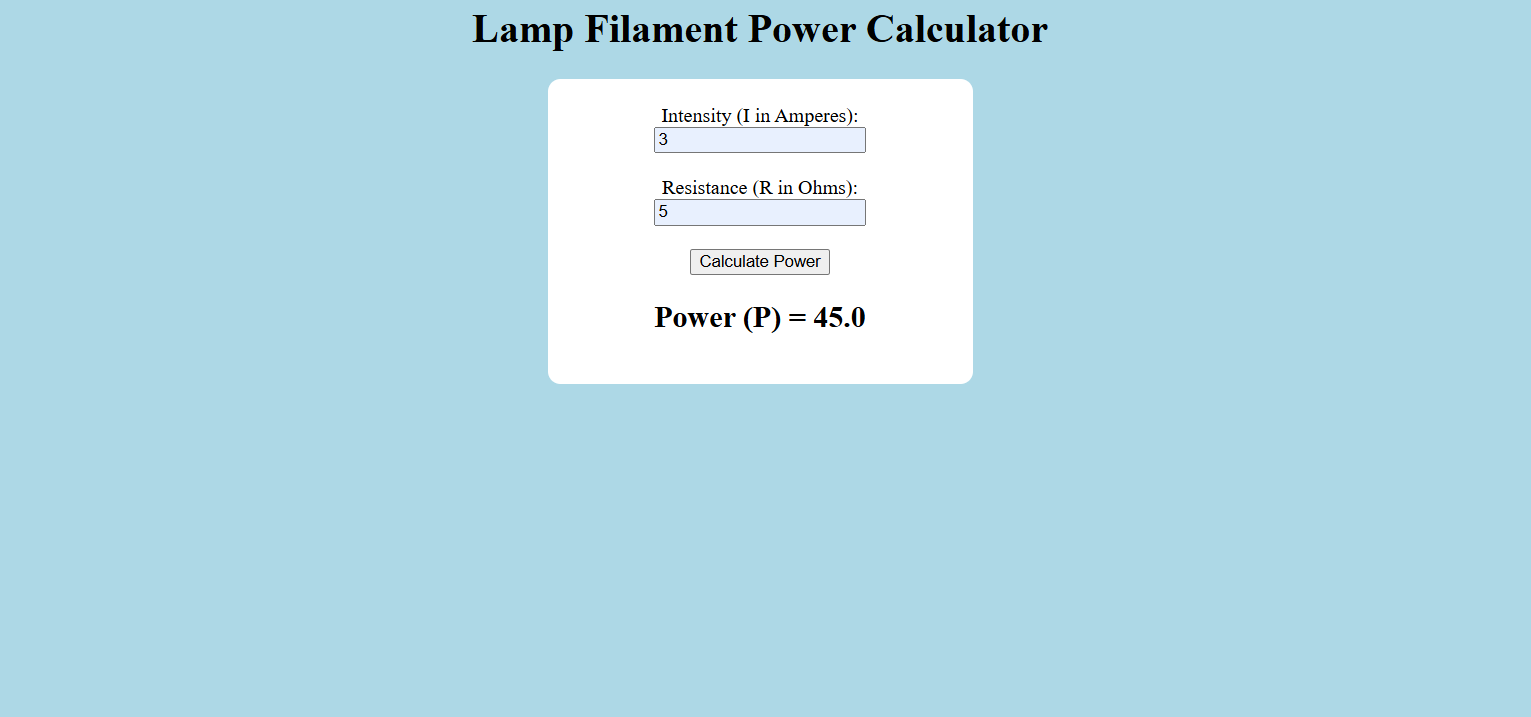 Lamp Filament Power Calculator
Intensity (I in Amperes):
3
Resistance (R in Ohms):
5
Calculate Power
Power (P) = 45.0